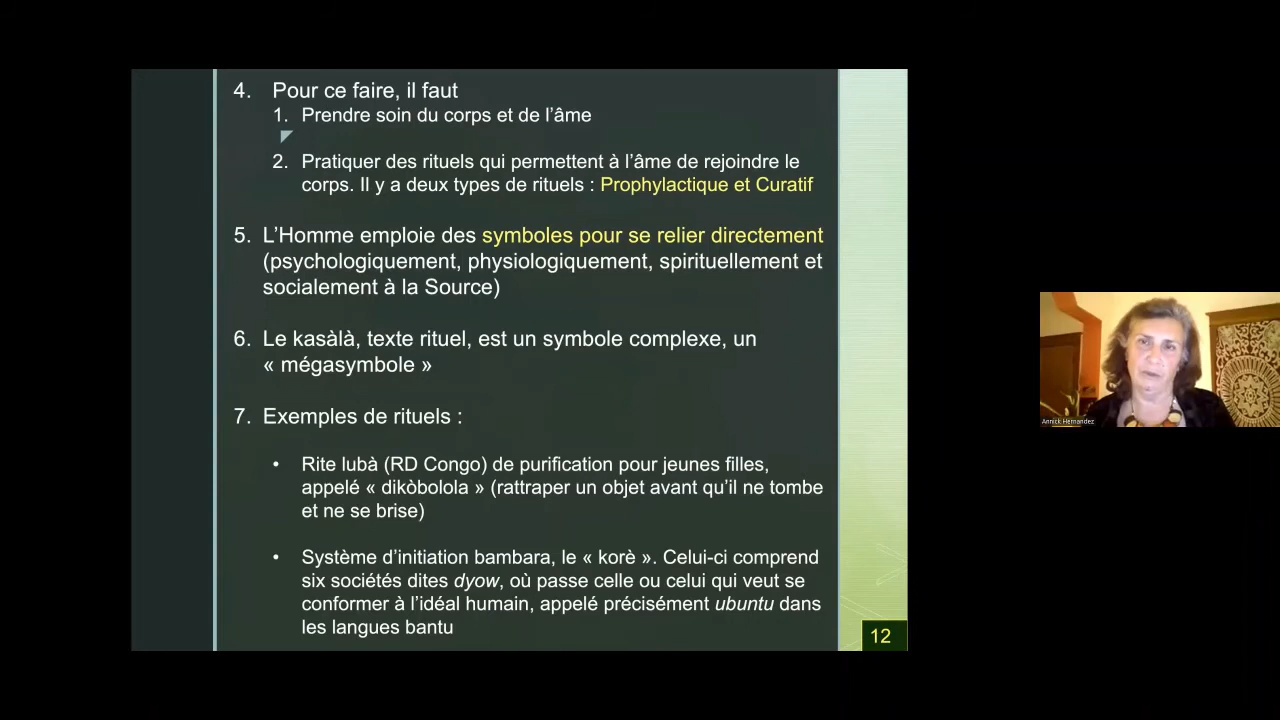 4. Pour ce faire, il faut
1. Prendre soin du corps et de l’âme
2. Pratiquer des rituels qui permettent à l’âme de rejoindre le
corps. Il y a deux types de rituels : Prophylactique et Curatif
5. L’Homme emploie des symboles pour se relier directement
(psychologiquement, physiologiquement, spirituellement et
socialement à la Source)
6. Le kasàlà, texte rituel, est un symbole complexe, un
« mégasymbole »
7. Exemples de rituels :
• Rite lubà (RD Congo) de purification pour jeunes filles,
appelé « dikòbolola » (rattraper un objet avant qu’il ne tombe
et ne se brise)
• Système d’initiation bambara, le « korè ». Celui-ci comprend
six sociétés dites dyow, où passe celle ou celui qui veut se
conformer à l’idéal humain, appelé précisément ubuntu dans
les langues bantu
12
Annick Hernandez